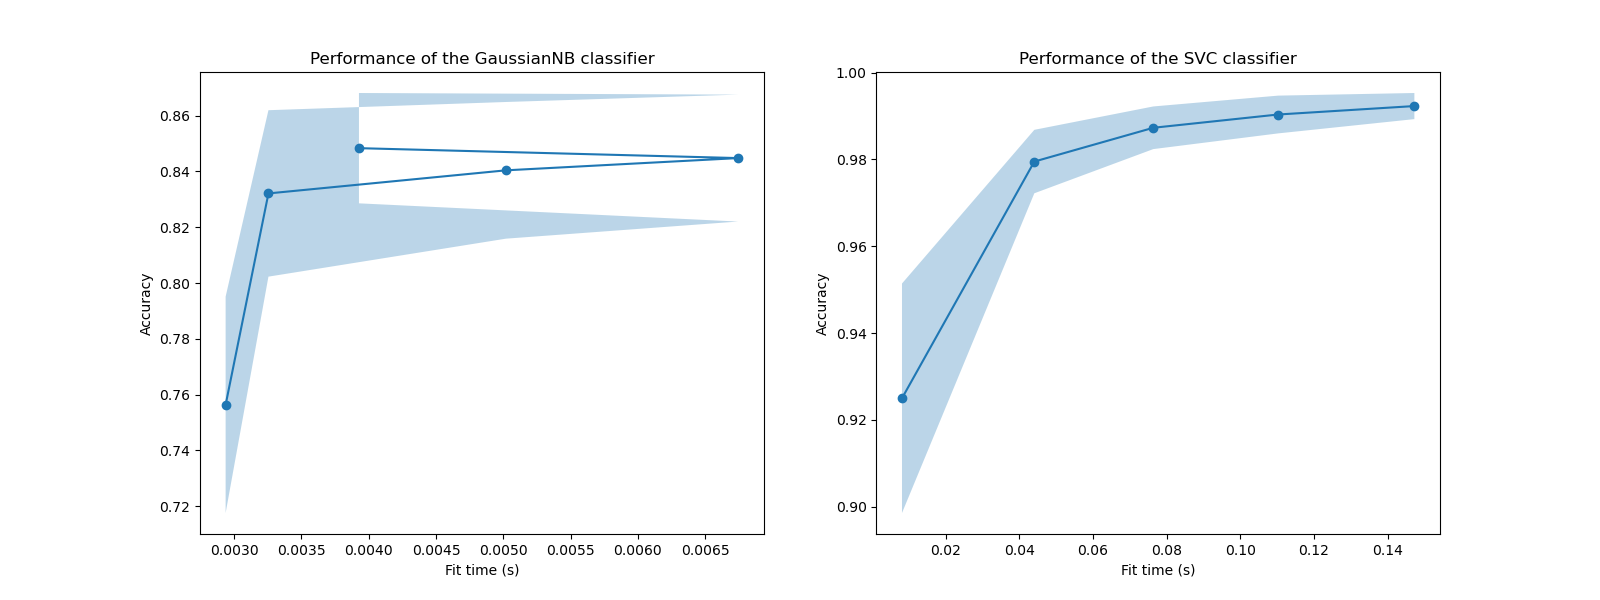 Performance of the GaussianNB classifier
Accuracy
0.86
0.84
0.82
0.80
0.78
0.76
0.74
0.72
0.0030 0.0035 0.0040 0.0045 0.0050 0.0055 0.0060 0.0065
Fit time (s)
Performance of the SVC classifier
Accuracy
1.00
0.98
0.96
0.94
0.92
0.90
0.02 0.04 0.06 0.08 0.10 0.12 0.14
Fit time (s)